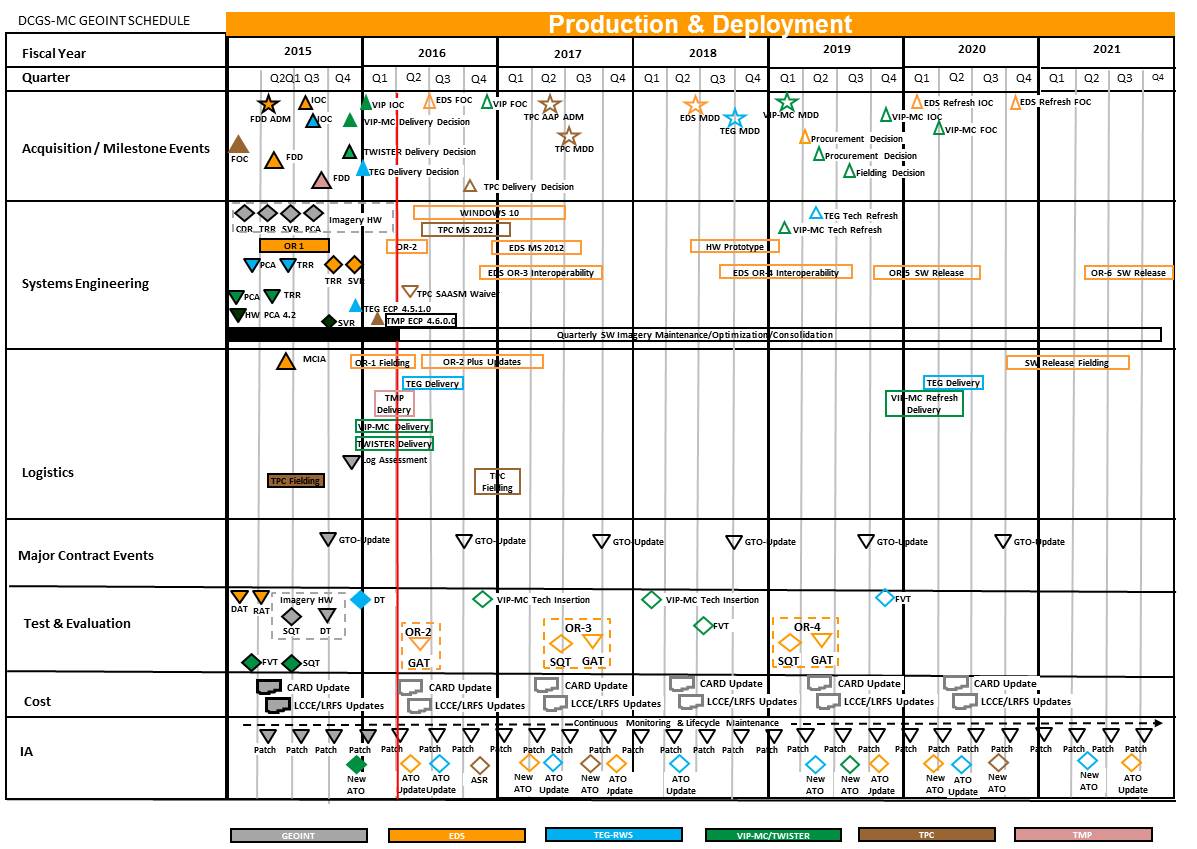 DCGS-MC GEOINT SCHEDULE
Production & Deployment
Fiscal Year
2015 2016 2017 2018 2019 2020 2021
Quarter
Q2Q1 Q3 Q4 Q1 Q2 Q3 Q4 Q1 Q2 Q3 Q4 Q1 Q2 Q3 Q4 Q1 Q2 Q3 Q4 Q1 Q2 Q3 Q4 Q1 Q2 Q3 Q4
Acquisition / Milestone Events
FDD ADM
IOC
IOC
VIP IOC
EDS FOC
VIP FOC
TPC AAP ADM
EDS MDD
TEG MDD
VIP-MC MDD
VIP-MC IOC
EDS Refresh IOC
EDS Refresh FOC
VIP-MC Delivery Decision
VIP-MC FOC
FOC
FDD
TWISTER Delivery Decision
TPC MDD
Procurement Decision
Procurement Decision
TEG Delivery Decision
Fielding Decision
FDD
TPC Delivery Decision
Systems Engineering
CDR TRR SVR PCA
Imagery HW
WINDOWS 10
TPC MS 2012
TEG Tech Refresh
VIP-MC Tech Refresh
OR 1
OR-2
EDS MS 2012
HW Prototype
PCA
TRR
TRR
SVR
EDS OR-3 Interoperability
EDS OR-4 Interoperability
OR-5 SW Release
OR-6 SW Release
PCA
TRR
TPC SAASM Waiver
HW PCA 4.2
SVR
TEG ECP 4.5.1.0
TMP ECP 4.6.0.0
Quarterly SW Imagery Maintenance/Optimization/Consolidation
Logistics
MCIA
OR-1 Fielding
OR-2 Plus Updates
SW Release Fielding
TEG Delivery
TEG Delivery
TMP
Delivery
VIP-MC Refresh
Delivery
VIP-MC Delivery
TWISTER Delivery
Log Assessment
TPC Fielding
TPC
Fielding
Major Contract Events
GTO-Update
GTO-Update
GTO-Update
GTO-Update
GTO-Update
GTO-Update
Test & Evaluation
DAT
RAT
Imagery HW
SQT
DT
DT
VIP-MC Tech Insertion
VIP-MC Tech Insertion
FVT
FVT
OR-2
GAT
OR-3
SQT GAT
OR-4
SQT GAT
FVT
SQT
Cost
CARD Update
CARD Update
CARD Update
CARD Update
CARD Update
CARD Update
LCCE/LRFS Updates
LCCE/LRFS Updates
LCCE/LRFS Updates
LCCE/LRFS Updates
LCCE/LRFS Updates
LCCE/LRFS Updates
IA
Continuous Monitoring & Lifecycle Maintenance
Patch Patch Patch Patch Patch Patch Patch Patch Patch Patch Patch Patch Patch Patch Patch Patch Patch Patch Patch Patch Patch Patch Patch Patch Patch Patch Patch
New
ATO
ATO
Update
ATO
Update
ASR
New
ATO
ATO
Update
New
ATO
ATO
Update
ATO
Update
New
ATO
New
ATO
ATO
Update
New
ATO
ATO
Update
New
ATO
New
ATO
ATO
Update
GEOINT
EDS
TEG-RWS
VIP-MC/TWISTER
TPC
TMP